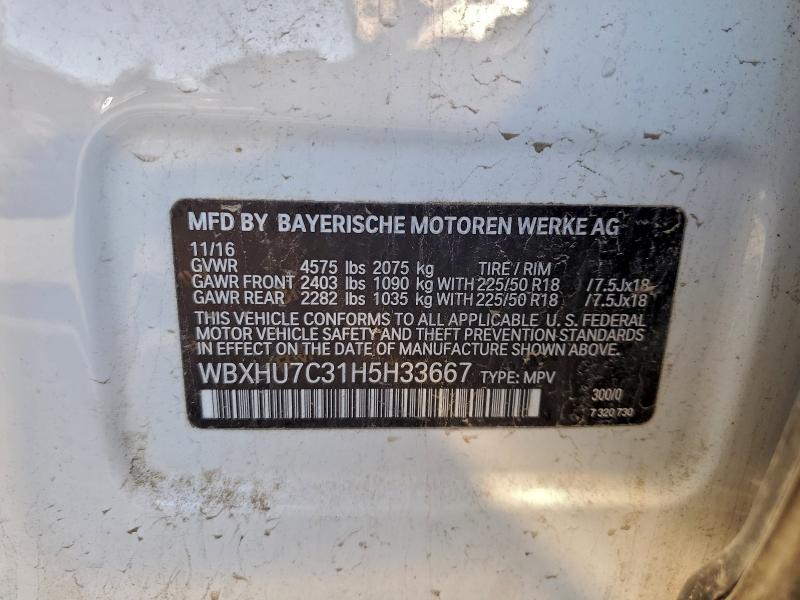 MFD BY BAYERISCHE MOTOREN WERKE AG
11/16
GVWR 4575 lbs 2075 kg TIRE / RIM
GAWR FRONT 2403 lbs 1090 kg WITH 225/50 R18 /7.5Jx18
GAWR REAR 2282 lbs 1035 kg WITH 225/50 R18 /7.5Jx18
THIS VEHICLE CONFORMS TO ALL APPLICABLE U. S. FEDERAL
MOTOR VEHICLE SAFETY AND THEFT PREVENTION STANDARDS
IN EFFECT ON THE DATE OF MANUFACTURE SHOWN ABOVE.
WBXHU7C31H5H33667 TYPE: MPV
300/0
7 320 730